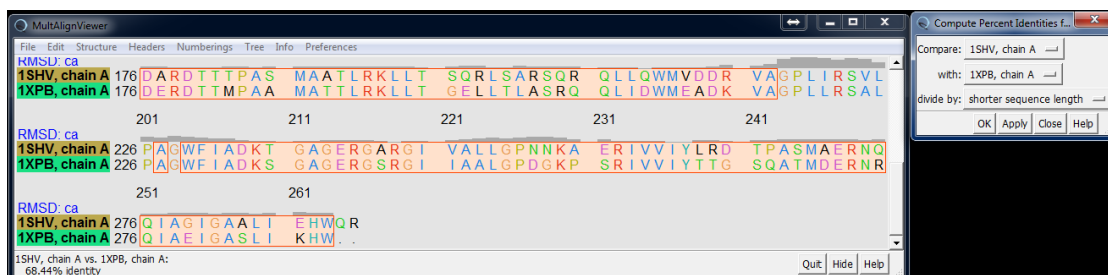 MultAlignViewer
File Edit Structure Headers Numberings Tree Info Preferences
RMSD: ca
1SHV, chain A 176 DARDTTTPAS MAATLRKLLT SQRLSARSQR QLLQWMVDDR VAGPLIRSVL
1XPB, chain A 176 DERDTTMPAA MATTLRKLLT GELLTLASRQ QLIDWMEADK VAGPLLRSAL
201 211 221 231 241
RMSD: ca
1SHV, chain A 226 PAGWFIADKT GAGERGARGI VALLGPNNKA ERIVVIYLRD TPASMAERNQ
1XPB, chain A 226 PAGWFIADKS GAGERGSRGI IAALGPDGKP SRIVVIYTTG SQATMDERNR
251 261
RMSD: ca
1SHV, chain A 276 QIAGIGAALI EHWQR
1XPB, chain A 276 QIAEIGASLI KHW..
1SHV, chain A vs. 1XPB, chain A:
68.44% identity
Quit Hide Help
Compute Percent Identities f...
Compare: 1SHV, chain A
with: 1XPB, chain A
divide by: shorter sequence length
OK Apply Close Help